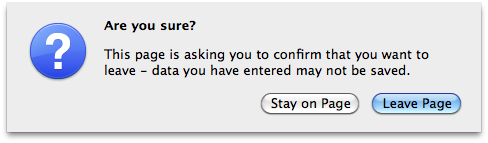 Are you sure?
This page is asking you to confirm that you want to
leave – data you have entered may not be saved.
Stay on Page
Leave Page